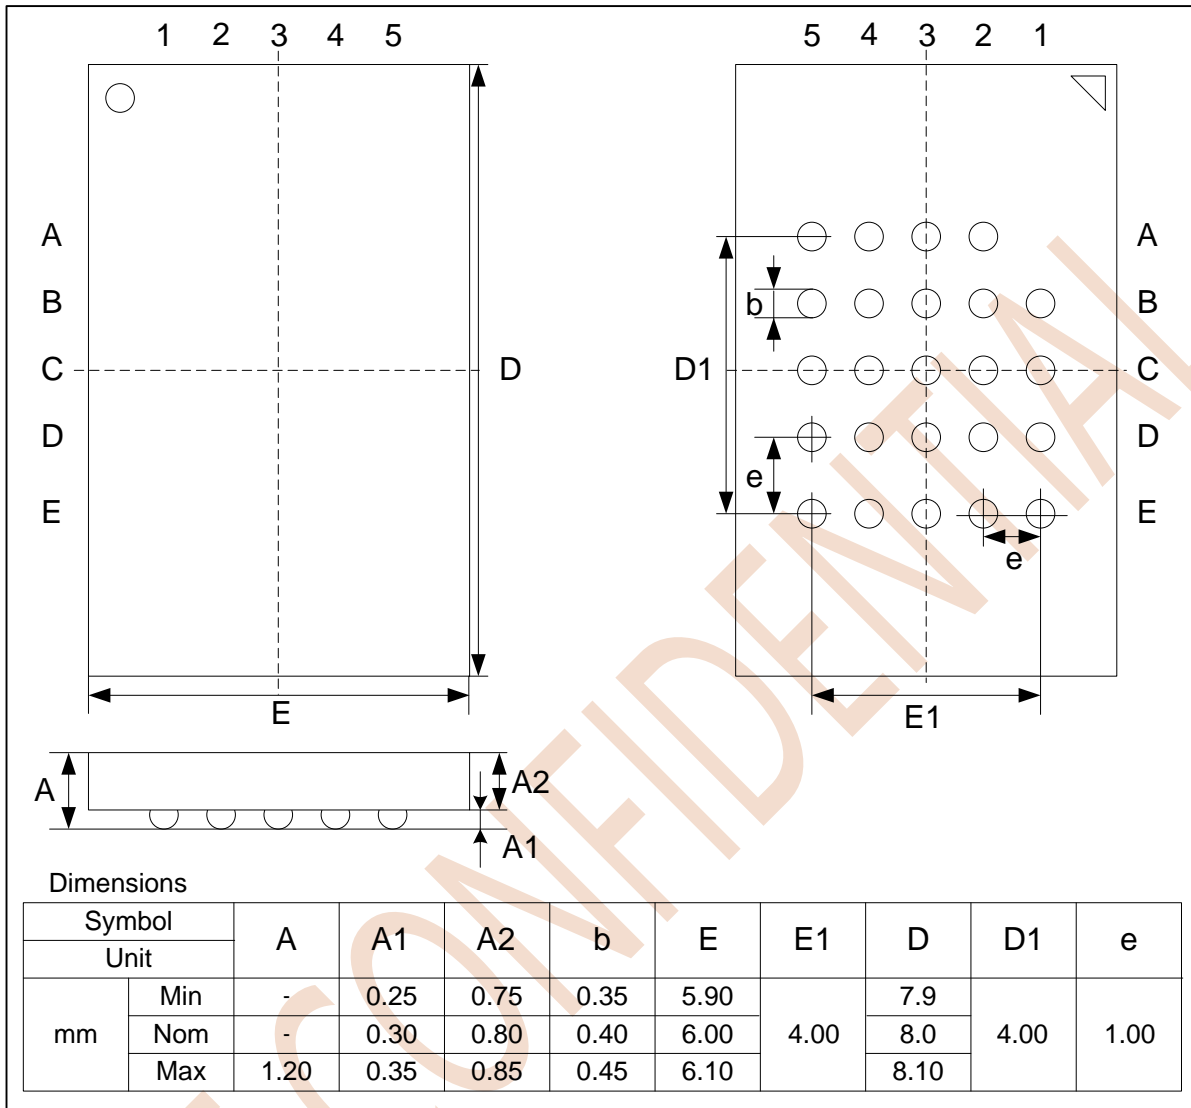 1 2 3 4 5
5 4 3 2 1
A
A
B
b
B
C
D
D1
C
D
D
e
E
E
e
E
E1
A
A2
A1
Dimensions
Symbol
Unit
A A1 A2 b E E1 D D1 e
mm
Min - 0.25 0.75 0.35 5.90 7.9
Nom - 0.30 0.80 0.40 6.00 4.00 8.0 4.00 1.00
Max 1.20 0.35 0.85 0.45 6.10 8.10
CONFIDENTIAL